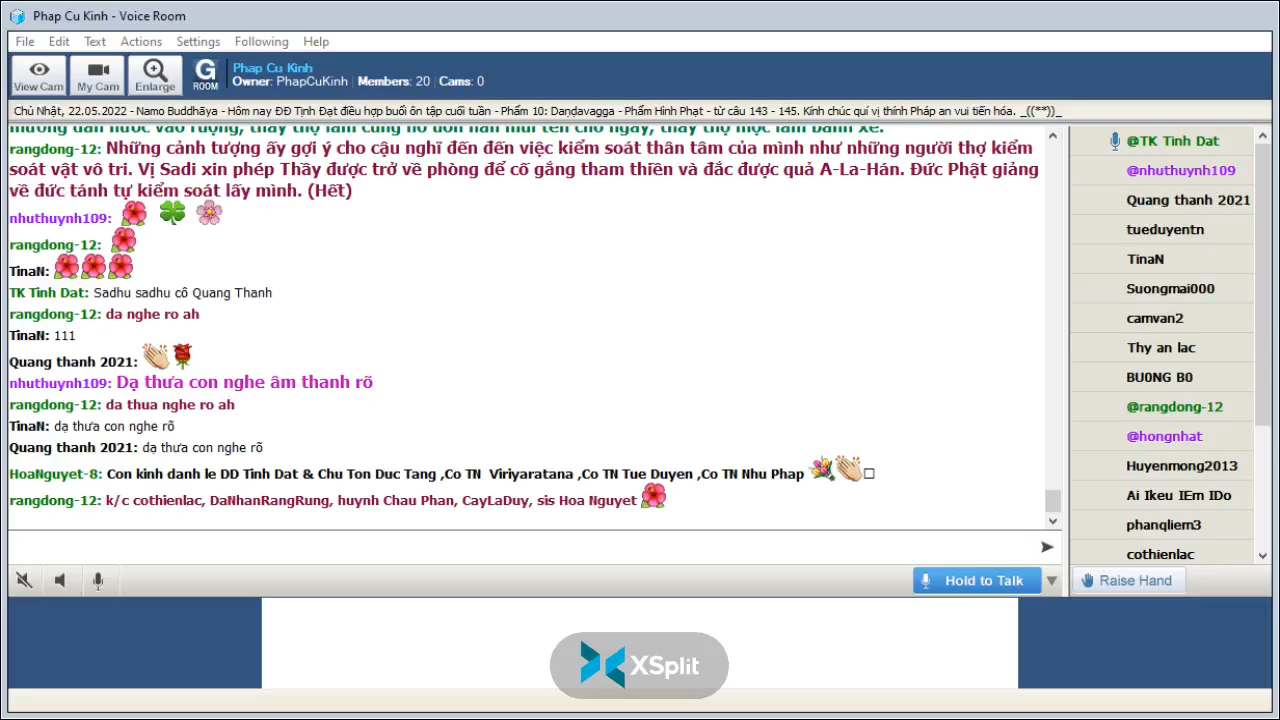 Phap Cu Kinh - Voice Room
File Edit Text Actions Settings Following Help
View Cam My Cam Enlarge G ROOM
Phap Cu Kinh
Owner: PhapCuKinh | Members: 20 | Cams: 0
Chủ Nhật, 22.05.2022 - Namo Buddhāya - Hôm nay ĐĐ Tịnh Đạt điều hợp buổi ôn tập cuối tuần - Phẩm 10: Daṇḍavagga - Phẩm Hình Phạt - từ câu 143 - 145. Kính chúc quí vị thính Pháp an vui tiến hóa. _((**))_
rangdong-12: Những cảnh tượng ấy gợi ý cho cậu nghĩ đến đến việc kiểm soát thân tâm của mình như những người thợ kiểm
soát vật vô tri. Vị Sadi xin phép Thầy được trở về phòng để cố gắng tham thiền và đắc được quả A-La-Hán. Đức Phật giảng
về đức tánh tự kiểm soát lấy mình. (Hết)
nhuthuynh109:
rangdong-12:
TinaN:
TK Tinh Dat: Sadhu sadhu cô Quang Thanh
rangdong-12: da nghe ro ah
TinaN: 111
Quang thanh 2021:
nhuthuynh109: Dạ thưa con nghe âm thanh rõ
rangdong-12: da thua nghe ro ah
TinaN: dạ thưa con nghe rõ
Quang thanh 2021: dạ thưa con nghe rõ
HoaNguyet-8: Con kinh danh le DD Tinh Dat & Chu Ton Duc Tang ,Co TN Viriyaratana ,Co TN Tue Duyen ,Co TN Nhu Phap
rangdong-12: k/c cothienlac, DaNhanRangRung, huynh Chau Phan, CayLaDuy, sis Hoa Nguyet
@TK Tinh Dat
@nhuthuynh109
Quang thanh 2021
tueduyentn
TinaN
Suongmai000
camvan2
Thy an lac
BU0NG B0
@rangdong-12
@hongnhat
Huyenmong2013
Ai Ikeu IEm IDo
phanqliem3
cothienlac
Hold to Talk
Raise Hand
XSplit